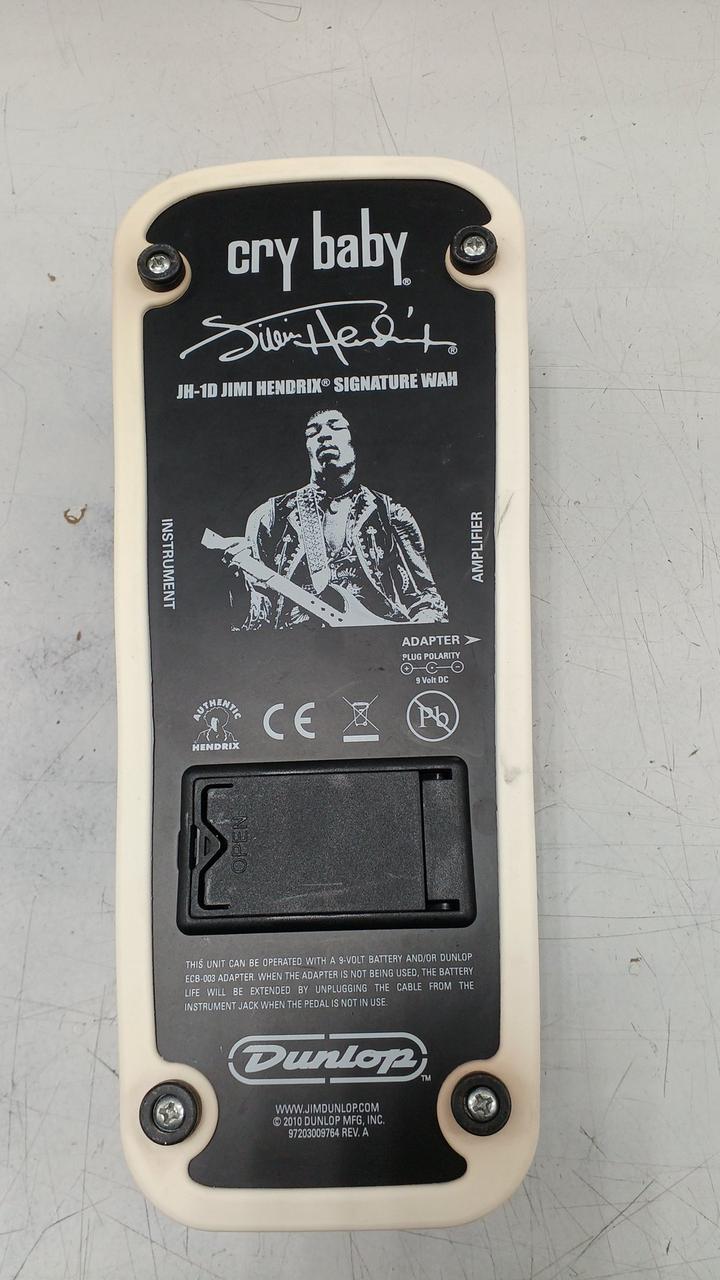 cry baby®
Jimi Hendrix®
JH-1D JIMI HENDRIX® SIGNATURE WAH
INSTRUMENT
AMPLIFIER
ADAPTER
PLUG POLARITY
9 Volt DC
AUTHENTIC
HENDRIX
CE
Pb
OPEN
THIS UNIT CAN BE OPERATED WITH A 9-VOLT BATTERY AND/OR DUNLOP
ECB-003 ADAPTER. WHEN THE ADAPTER IS NOT BEING USED, THE BATTERY
LIFE WILL BE EXTENDED BY UNPLUGGING THE CABLE FROM THE
INSTRUMENT JACK WHEN THE PEDAL IS NOT IN USE.
Dunlop™
WWW.JIMDUNLOP.COM
© 2010 DUNLOP MFG, INC.
97203009764 REV. A